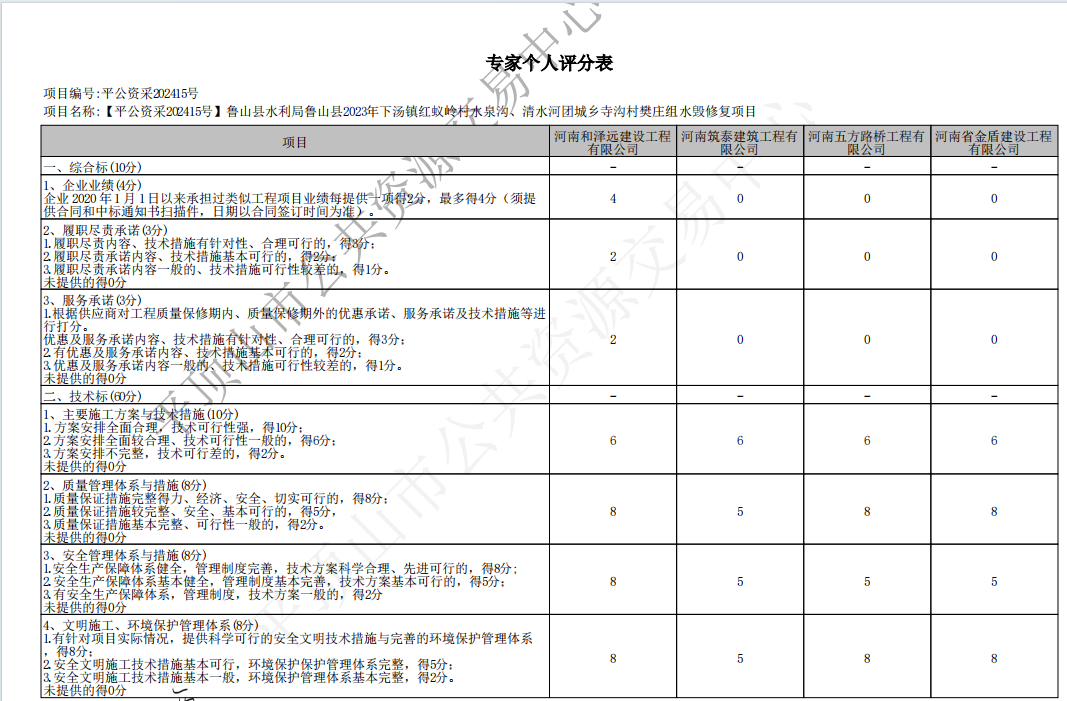 专家个人评分表
项目编号:平公资采202415号
项目名称:【平公资采202415号】鲁山县水利局鲁山县2023年下汤镇红蚁岭村水泉沟、清水河团城乡寺沟村樊庄组水毁修复项目
项目
河南和泽远建设工程
有限公司
河南筑泰建筑工程有
限公司
河南五方路桥工程有
限公司
河南省金盾建设工程
有限公司
一、综合标(10分)
- - - -
1、企业业绩(4分)
企业 2020 年 1 月 1日以来承担过类似工程项目业绩每提供一项得2分，最多得4分（须提
供合同和中标通知书扫描件，日期以合同签订时间为准）。
4 0 0 0
2、履职尽责承诺(3分)
1.履职尽责内容、技术措施有针对性、合理可行的，得3分;
2.履职尽责承诺内容、技术措施基本可行的，得2分;
3.履职尽责承诺内容一般的、技术措施可行性较差的，得1分。
未提供的得0分
2 0 0 0
3、服务承诺(3分)
1.根据供应商对工程质量保修期内、质量保修期外的优惠承诺、服务承诺及技术措施等进
行打分。
优惠及服务承诺内容、技术措施有针对性、合理可行的，得3分;
2.有优惠及服务承诺内容、技术措施基本可行的，得2分;
3.优惠及服务承诺内容一般的、技术措施可行性较差的，得1分。
未提供的得0分
2 0 0 0
二、技术标(60分)
- - - -
1、主要施工方案与技术措施(10分)
1.方案安排全面合理，技术可行性强，得10分;
2.方案安排全面较合理、技术可行性一般的，得6分;
3.方案安排不完整，技术可行差的，得2分。
未提供的得0分
6 6 6 6
2、质量管理体系与措施(8分)
1.质量保证措施完整得力、经济、安全、切实可行的，得8分;
2.质量保证措施较完整、安全、基本可行的，得5分，
3.质量保证措施基本完整、可行性一般的，得2分。
未提供的得0分
8 5 8 8
3、安全管理体系与措施(8分)
1.安全生产保障体系健全，管理制度完善，技术方案科学合理、先进可行的，得8分;
2.安全生产保障体系基本健全，管理制度基本完善，技术方案基本可行的，得5分;
3.有安全生产保障体系，管理制度，技术方案一般的，得2分
未提供的得0分
8 5 5 5
4、文明施工、环境保护管理体系(8分)
1.有针对项目实际情况，提供科学可行的安全文明技术措施与完善的环境保护管理体系
，得8分;
2.安全文明施工技术措施基本可行，环境保护保护管理体系完整，得5分;
3.安全文明施工技术措施基本一般，环境保护管理体系基本完整，得2分。
未提供的得0分
8 5 8 8
平顶山市公共资源交易中心
平顶山市公共资源交易中心